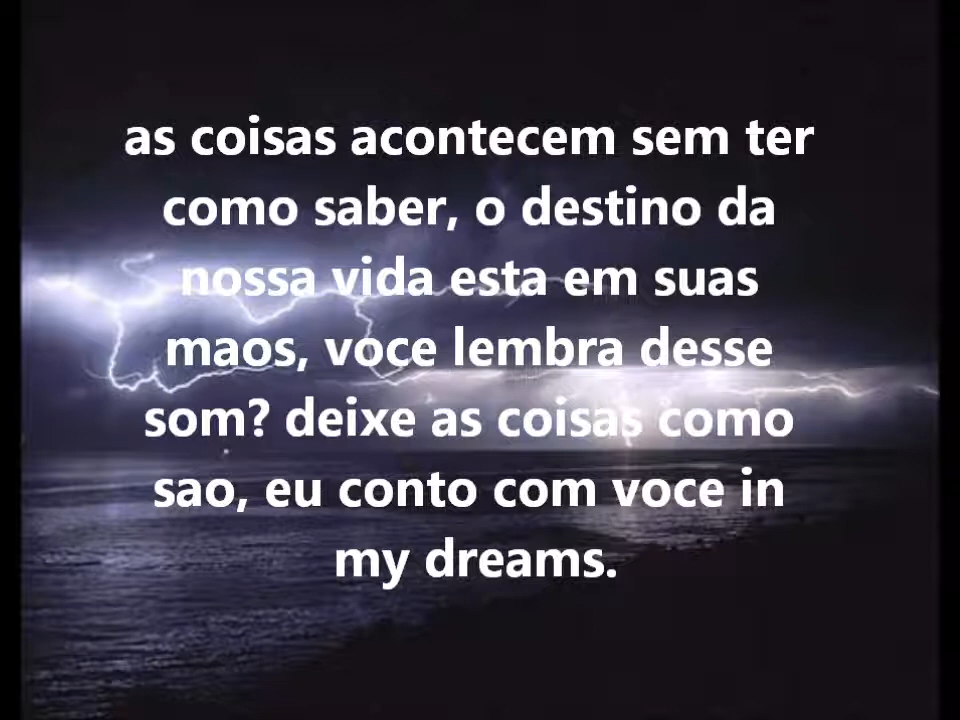 as coisas acontecem sem ter
como saber, o destino da
nossa vida esta em suas
maos, voce lembra desse
som? deixe as coisas como
sao, eu conto com voce in
my dreams.